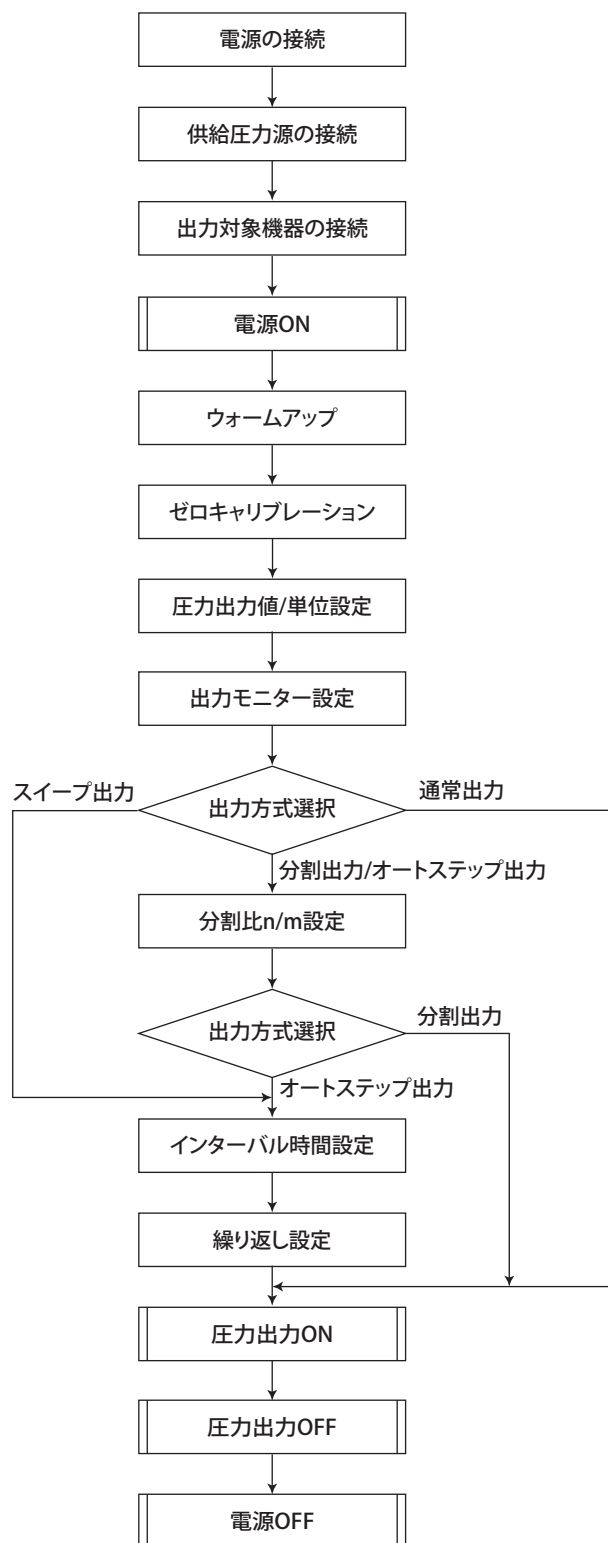 電源の接続
供給圧力源の接続
出力対象機器の接続
電源ON
ウォームアップ
ゼロキャリブレーション
圧力出力値/単位設定
出力モニター設定
スイープ出力
出力方式選択
通常出力
分割出力/オートステップ出力
分割比n/m設定
出力方式選択
分割出力
オートステップ出力
インターバル時間設定
繰り返し設定
圧力出力ON
圧力出力OFF
電源OFF